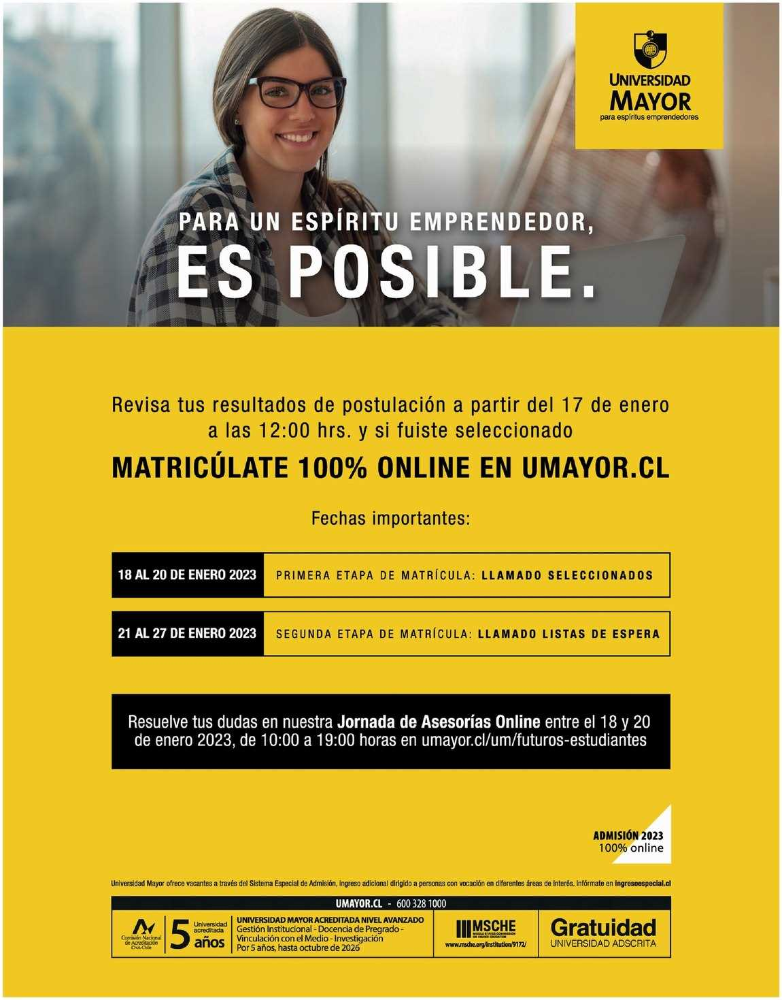 UNIVERSIDAD
MAYOR
para espíritus emprendedores
PARA UN ESPÍRITU EMPRENDEDOR,
ES POSIBLE.
Revisa tus resultados de postulación a partir del 17 de enero
a las 12:00 hrs. y si fuiste seleccionado
MATRICÚLATE 100% ONLINE EN UMAYOR.CL
Fechas importantes:
18 AL 20 DE ENERO 2023 PRIMERA ETAPA DE MATRÍCULA: LLAMADO SELECCIONADOS
21 AL 27 DE ENERO 2023 SEGUNDA ETAPA DE MATRÍCULA: LLAMADO LISTAS DE ESPERA
Resuelve tus dudas en nuestra Jornada de Asesorías Online entre el 18 y 20
de enero 2023, de 10:00 a 19:00 horas en umayor.cl/um/futuros-estudiantes
ADMISIÓN 2023
100% online
Universidad Mayor ofrece vacantes a través del Sistema Especial de Admisión, ingreso adicional dirigido a personas con vocación en diferentes áreas de interés. Infórmate en ingresoespecial.cl
UMAYOR.CL - 600 328 1000
Comisión Nacional
de Acreditación
CNA-Chile
5 Universidad
acreditada
años
UNIVERSIDAD MAYOR ACREDITADA NIVEL AVANZADO
Gestión Institucional - Docencia de Pregrado -
Vinculación con el Medio - Investigación
Por 5 años, hasta octubre de 2026
MSCHE
MIDDLE STATES COMMISSION
ON HIGHER EDUCATION
www.msche.org/institution/9172/
Gratuidad
UNIVERSIDAD ADSCRITA